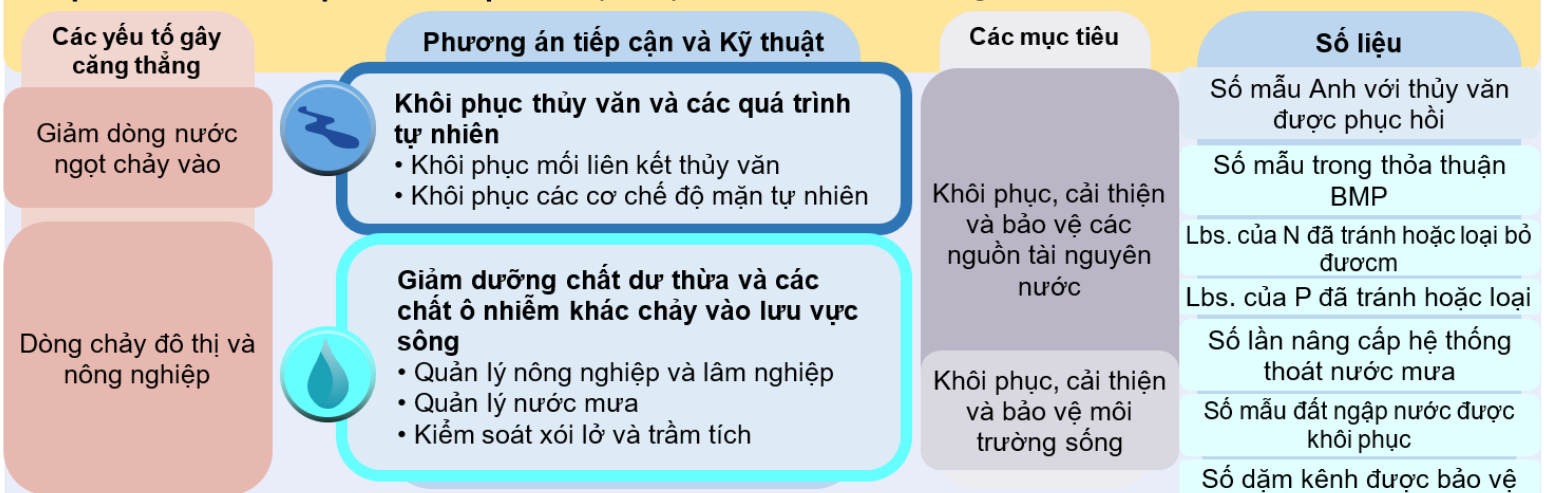 Các yếu tố gây
căng thẳng
Phương án tiếp cận và Kỹ thuật
Các mục tiêu
Số liệu
Giảm dòng nước
ngọt chảy vào
Dòng chảy đô thị và
nông nghiệp
Khôi phục thủy văn và các quá trình
tự nhiên
• Khôi phục mối liên kết thủy văn
• Khôi phục các cơ chế độ mặn tự nhiên
Giảm dưỡng chất dư thừa và các
chất ô nhiễm khác chảy vào lưu vực
sông
• Quản lý nông nghiệp và lâm nghiệp
• Quản lý nước mưa
• Kiểm soát xói lở và trầm tích
Khôi phục, cải thiện
và bảo vệ các
nguồn tài nguyên
nước
Khôi phục, cải thiện
và bảo vệ môi
trường sống
Số mẫu Anh với thủy văn
được phục hồi
Số mẫu trong thỏa thuận
BMP
Lbs. của N đã tránh hoặc loại bỏ
đươcm
Lbs. của P đã tránh hoặc loại
Số lần nâng cấp hệ thống
thoát nước mưa
Số mẫu đất ngập nước được
khôi phục
Số dặm kênh được bảo vệ